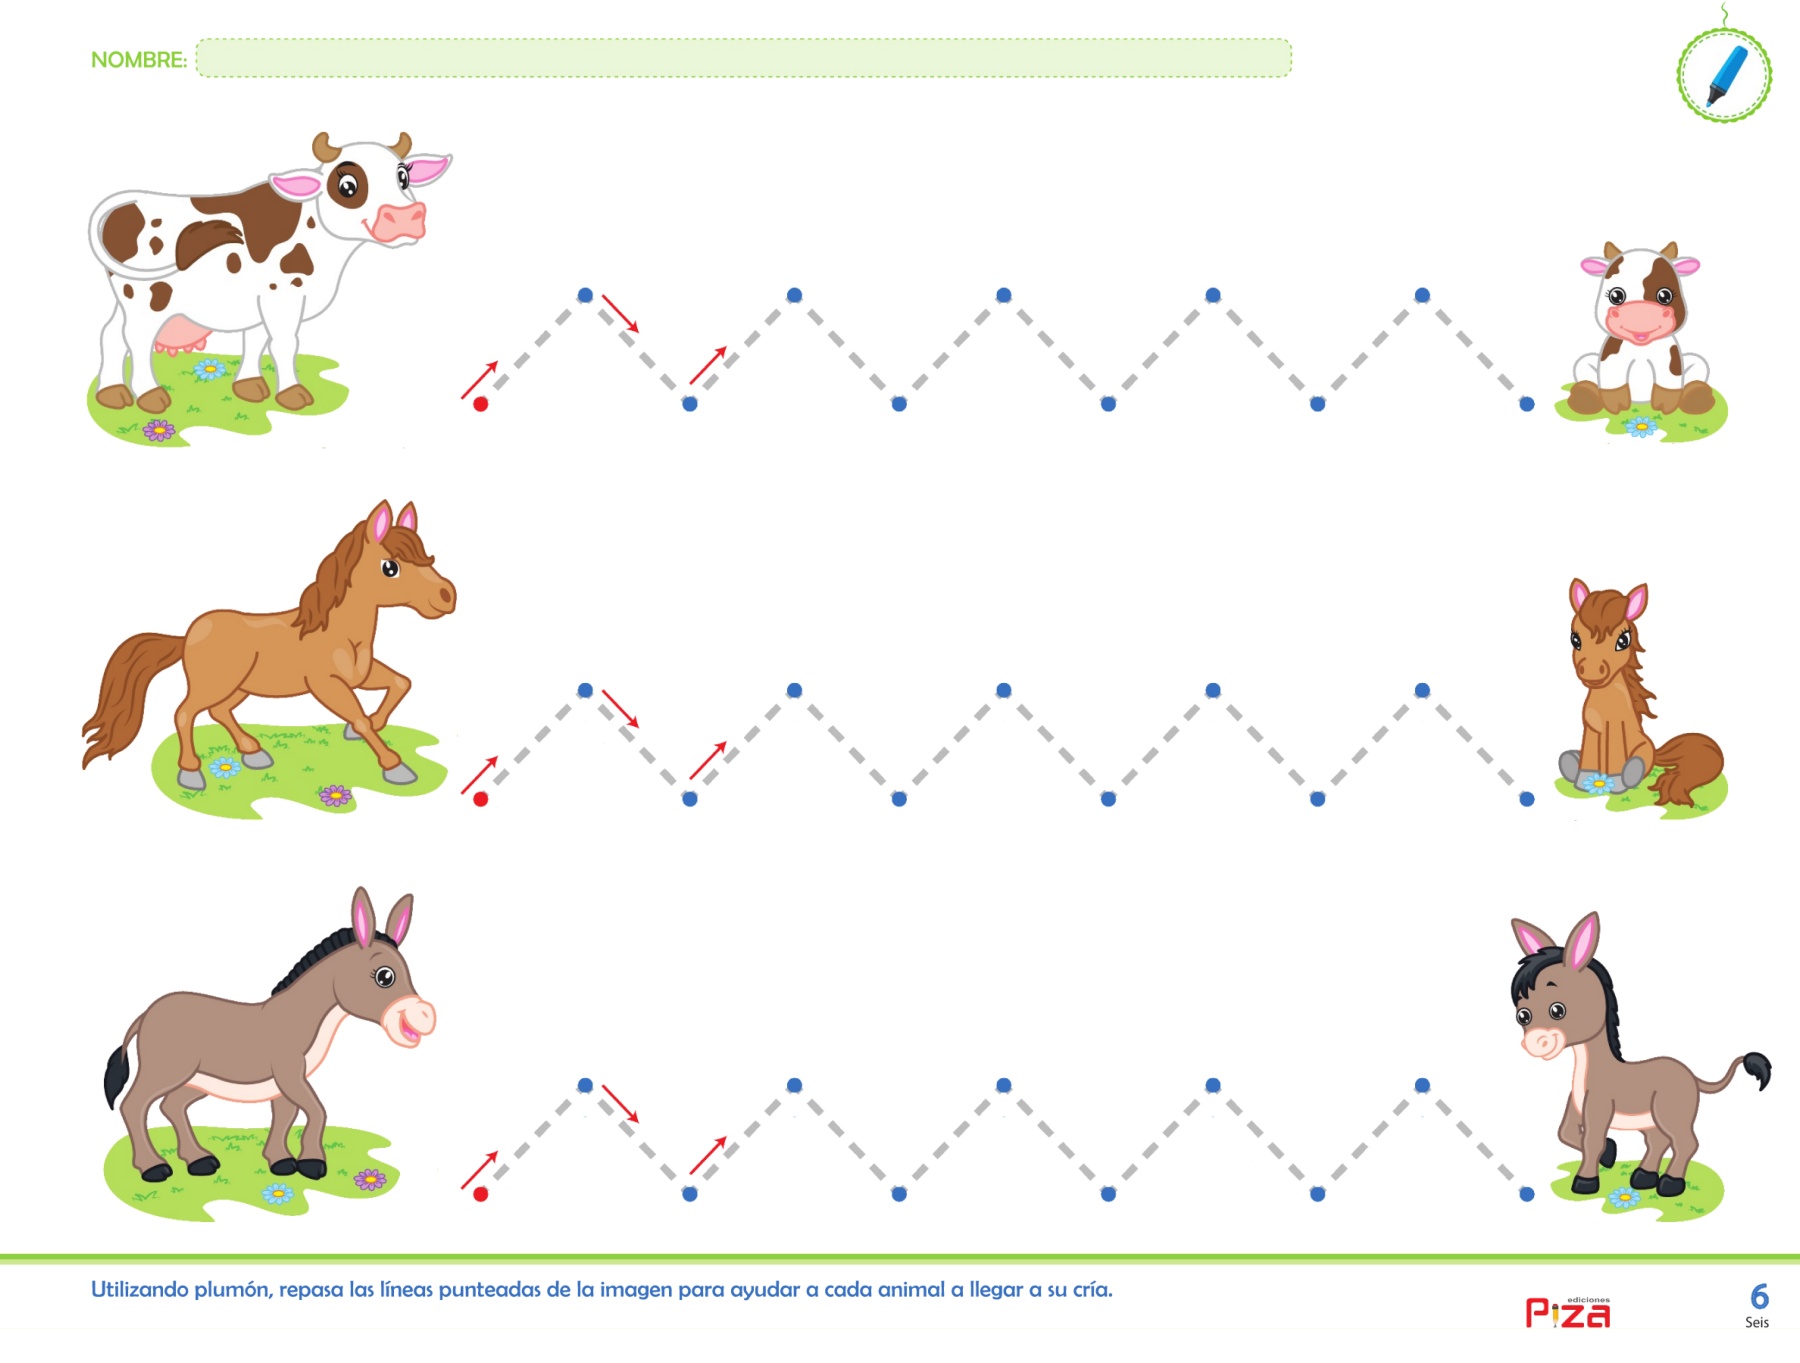 NOMBRE:
Utilizando plumón, repasa las líneas punteadas de la imagen para ayudar a cada animal a llegar a su cría.
ediciones
Piza
6
Seis